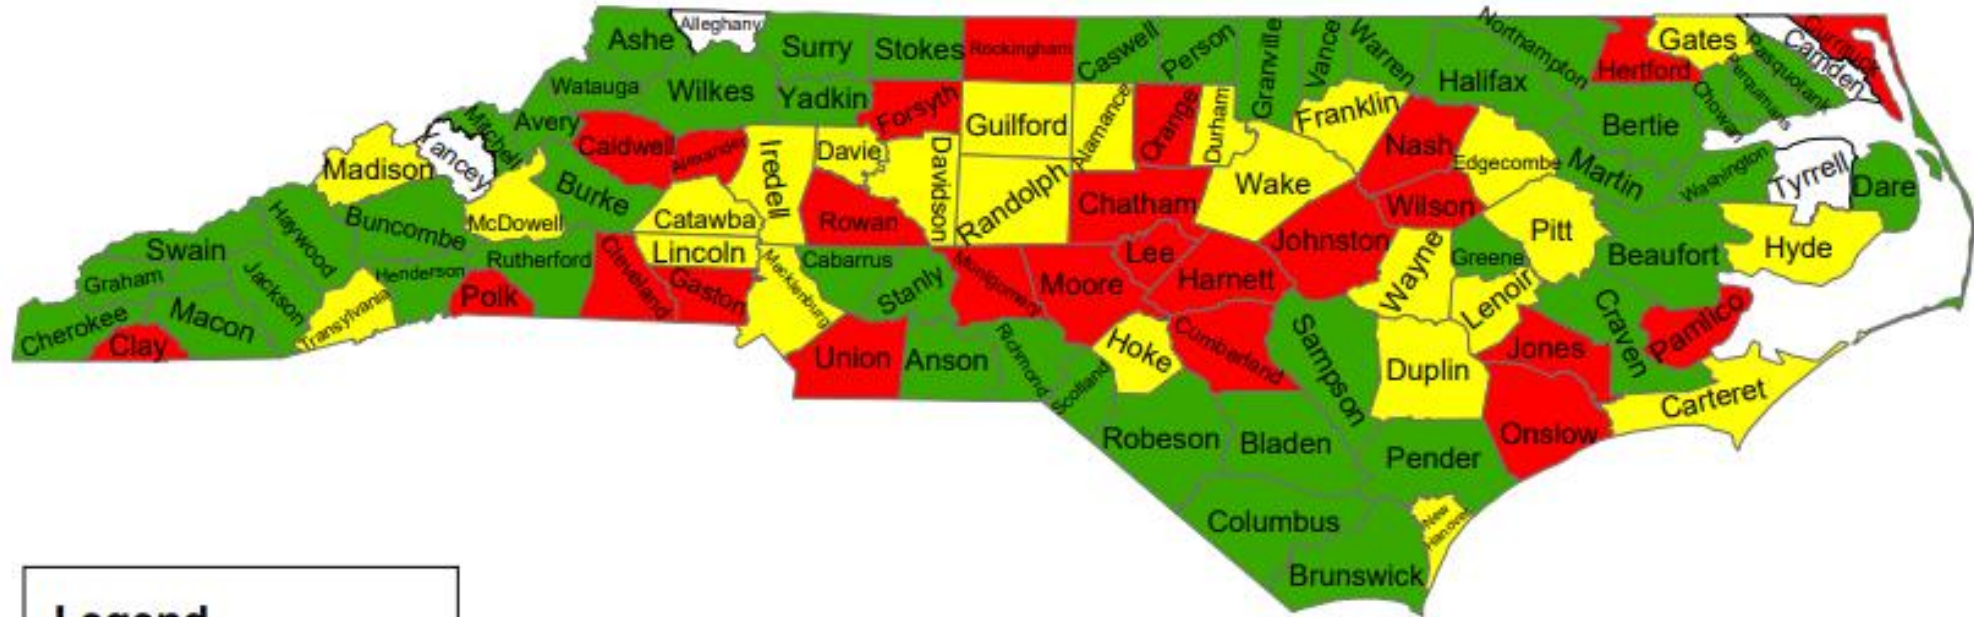 Alleghany
Ashe
Surry
Stokes
Rockingham
Caswell
Person
Granville
Vance
Warren
Northampton
Hertford
Gates
Pasquotank
Camden
Currituck
Perquimans
Chowan
Watauga
Wilkes
Yadkin
Forsyth
Guilford
Alamance
Orange
Durham
Franklin
Halifax
Bertie
Mitchell
Avery
Caldwell
Alexander
Iredell
Davie
Davidson
Randolph
Wake
Nash
Edgecombe
Martin
Washington
Tyrrell
Dare
Madison
Yancey
McDowell
Burke
Catawba
Rowan
Chatham
Wilson
Pitt
Beaufort
Hyde
Swain
Haywood
Buncombe
Rutherford
Cleveland
Lincoln
Gaston
Mecklenburg
Cabarrus
Stanly
Montgomery
Moore
Lee
Harnett
Johnston
Wayne
Greene
Lenoir
Craven
Pamlico
Graham
Cherokee
Clay
Macon
Jackson
Transylvania
Henderson
Polk
Union
Anson
Richmond
Scotland
Hoke
Cumberland
Sampson
Duplin
Jones
Onslow
Carteret
Robeson
Bladen
Pender
Columbus
Brunswick
New
Hanover
Legend